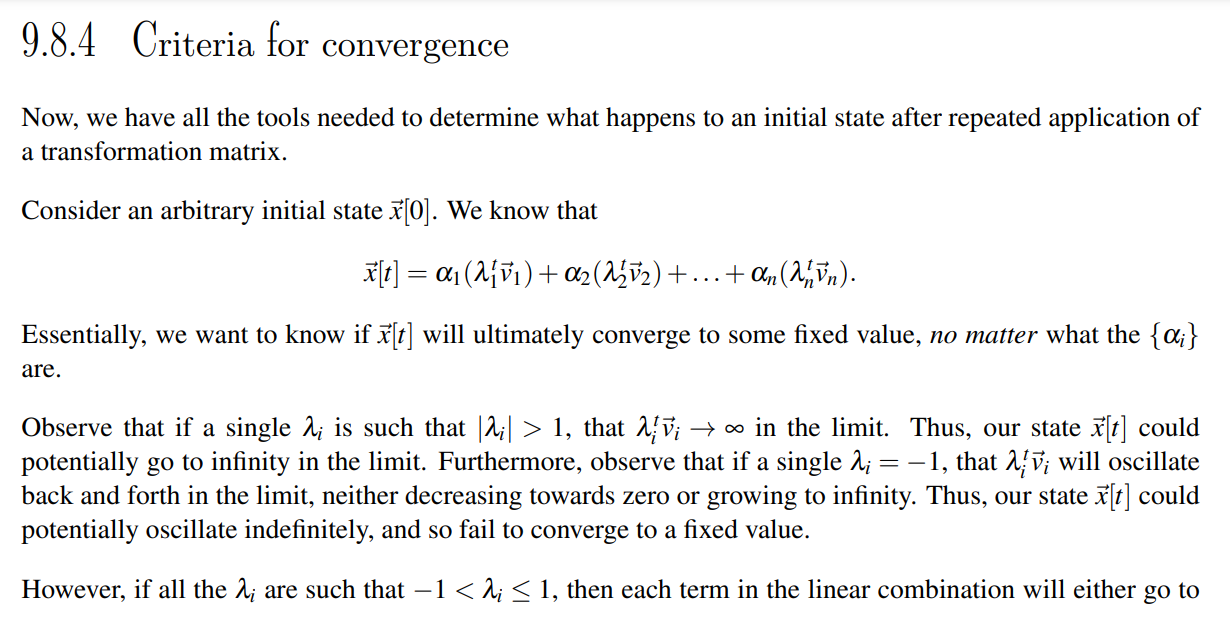 9.8.4 Criteria for convergence
Now, we have all the tools needed to determine what happens to an initial state after repeated application of
a transformation matrix.
Consider an arbitrary initial state $\vec{x}[0]$. We know that
$\vec{x}[t] = \alpha_1(\lambda_1^t \vec{v}_1) + \alpha_2(\lambda_2^t \vec{v}_2) + \ldots + \alpha_n(\lambda_n^t \vec{v}_n).$
Essentially, we want to know if $\vec{x}[t]$ will ultimately converge to some fixed value, no matter what the $\{\alpha_i\}$
are.
Observe that if a single $\lambda_i$ is such that $|\lambda_i| > 1$, that $\lambda_i^t \vec{v}_i \to \infty$ in the limit. Thus, our state $\vec{x}[t]$ could
potentially go to infinity in the limit. Furthermore, observe that if a single $\lambda_i = -1$, that $\lambda_i^t \vec{v}_i$ will oscillate
back and forth in the limit, neither decreasing towards zero or growing to infinity. Thus, our state $\vec{x}[t]$ could
potentially oscillate indefinitely, and so fail to converge to a fixed value.
However, if all the $\lambda_i$ are such that $-1 < \lambda_i \leq 1$, then each term in the linear combination will either go to